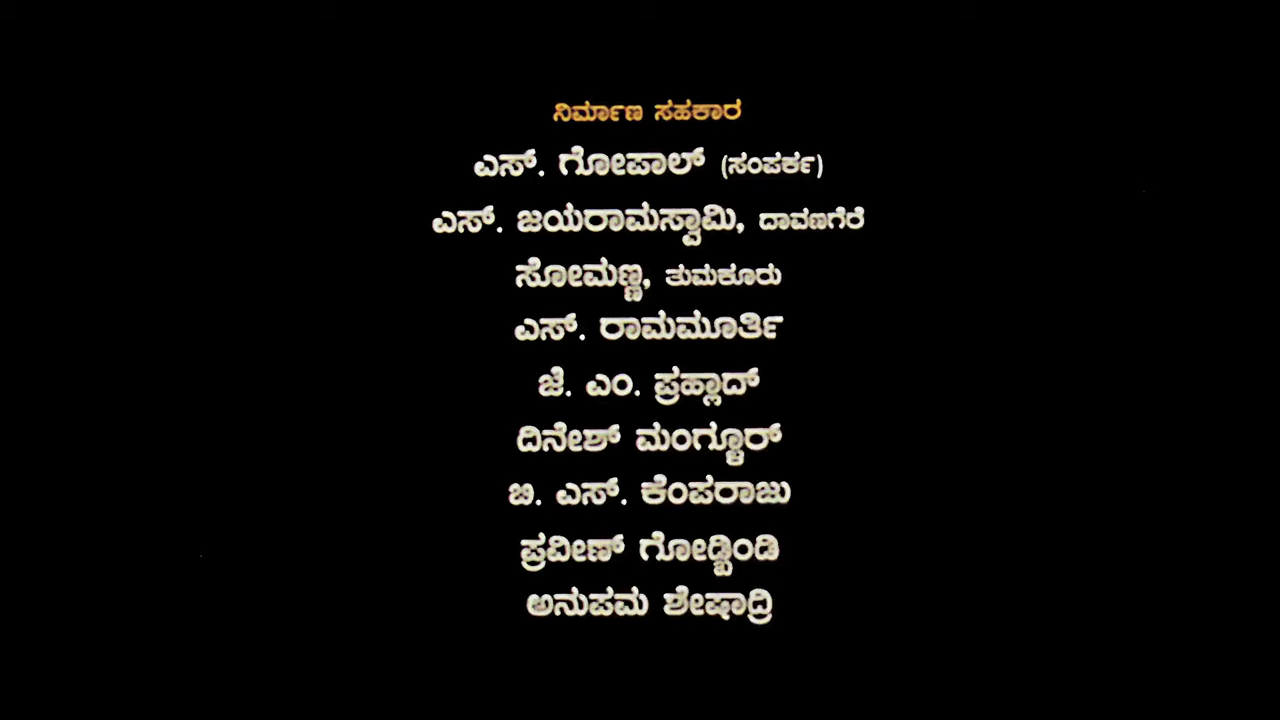 ನಿರ್ಮಾಣ ಸಹಕಾರ
ಎಸ್. ಗೋಪಾಲ್ (ಸಂಪರ್ಕ)
ಎಸ್. ಜಯರಾಮಸ್ವಾಮಿ, ದಾವಣಗೆರೆ
ಸೋಮಣ್ಣ, ತುಮಕೂರು
ಎಸ್. ರಾಮಮೂರ್ತಿ
ಜೆ. ಎಂ. ಪ್ರಹ್ಲಾದ್
ದಿನೇಶ್ ಮಂಗ್ಳೂರ್
ಬಿ. ಎಸ್. ಕೆಂಪರಾಜು
ಪ್ರವೀಣ್ ಗೋಡ್ಖಿಂಡಿ
ಅನುಪಮ ಶೇಷಾದ್ರಿ